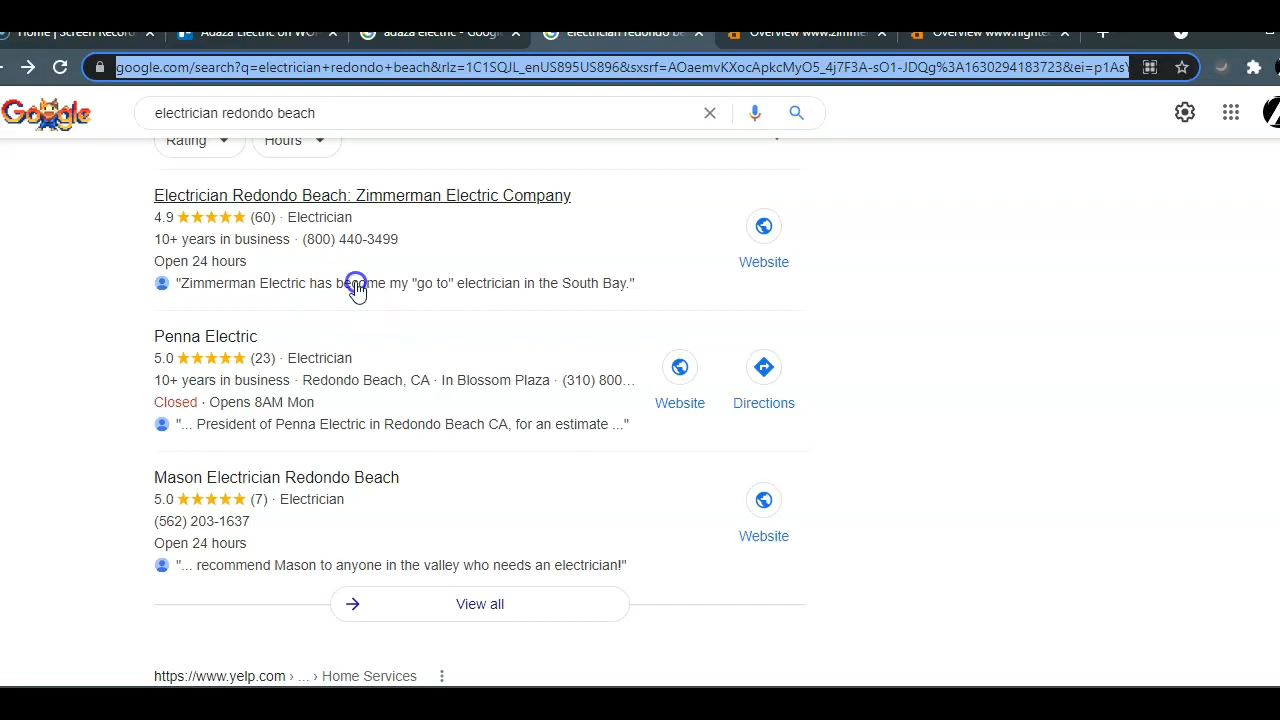 Home | Screen Record
Adaza Electric on WO
adaza electric - Google
electrician redondo be
Overview www.zimme
Overview www.nighte
google.com/search?q=electrician+redondo+beach&rlz=1C1SQJL_enUS895US896&sxsrf=AOaemvKXocApkcMyO5_4j7F3A-sO1-JDQg%3A1630294183723&ei=p1As
Google
electrician redondo beach
Rating
Hours
Electrician Redondo Beach: Zimmerman Electric Company
4.9 (60) · Electrician
10+ years in business · (800) 440-3499
Open 24 hours
Website
"Zimmerman Electric has become my "go to" electrician in the South Bay."
Penna Electric
5.0 (23) · Electrician
10+ years in business · Redondo Beach, CA · In Blossom Plaza · (310) 800...
Closed · Opens 8AM Mon
Website
Directions
"... President of Penna Electric in Redondo Beach CA, for an estimate ..."
Mason Electrician Redondo Beach
5.0 (7) · Electrician
(562) 203-1637
Open 24 hours
Website
"... recommend Mason to anyone in the valley who needs an electrician!"
View all
https://www.yelp.com › ... › Home Services